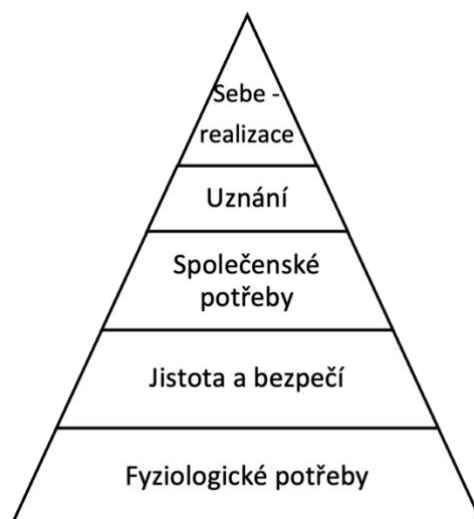 Sebe -
realizace
Uznání
Společenské
potřeby
Jistota a bezpečí
Fyziologické potřeby